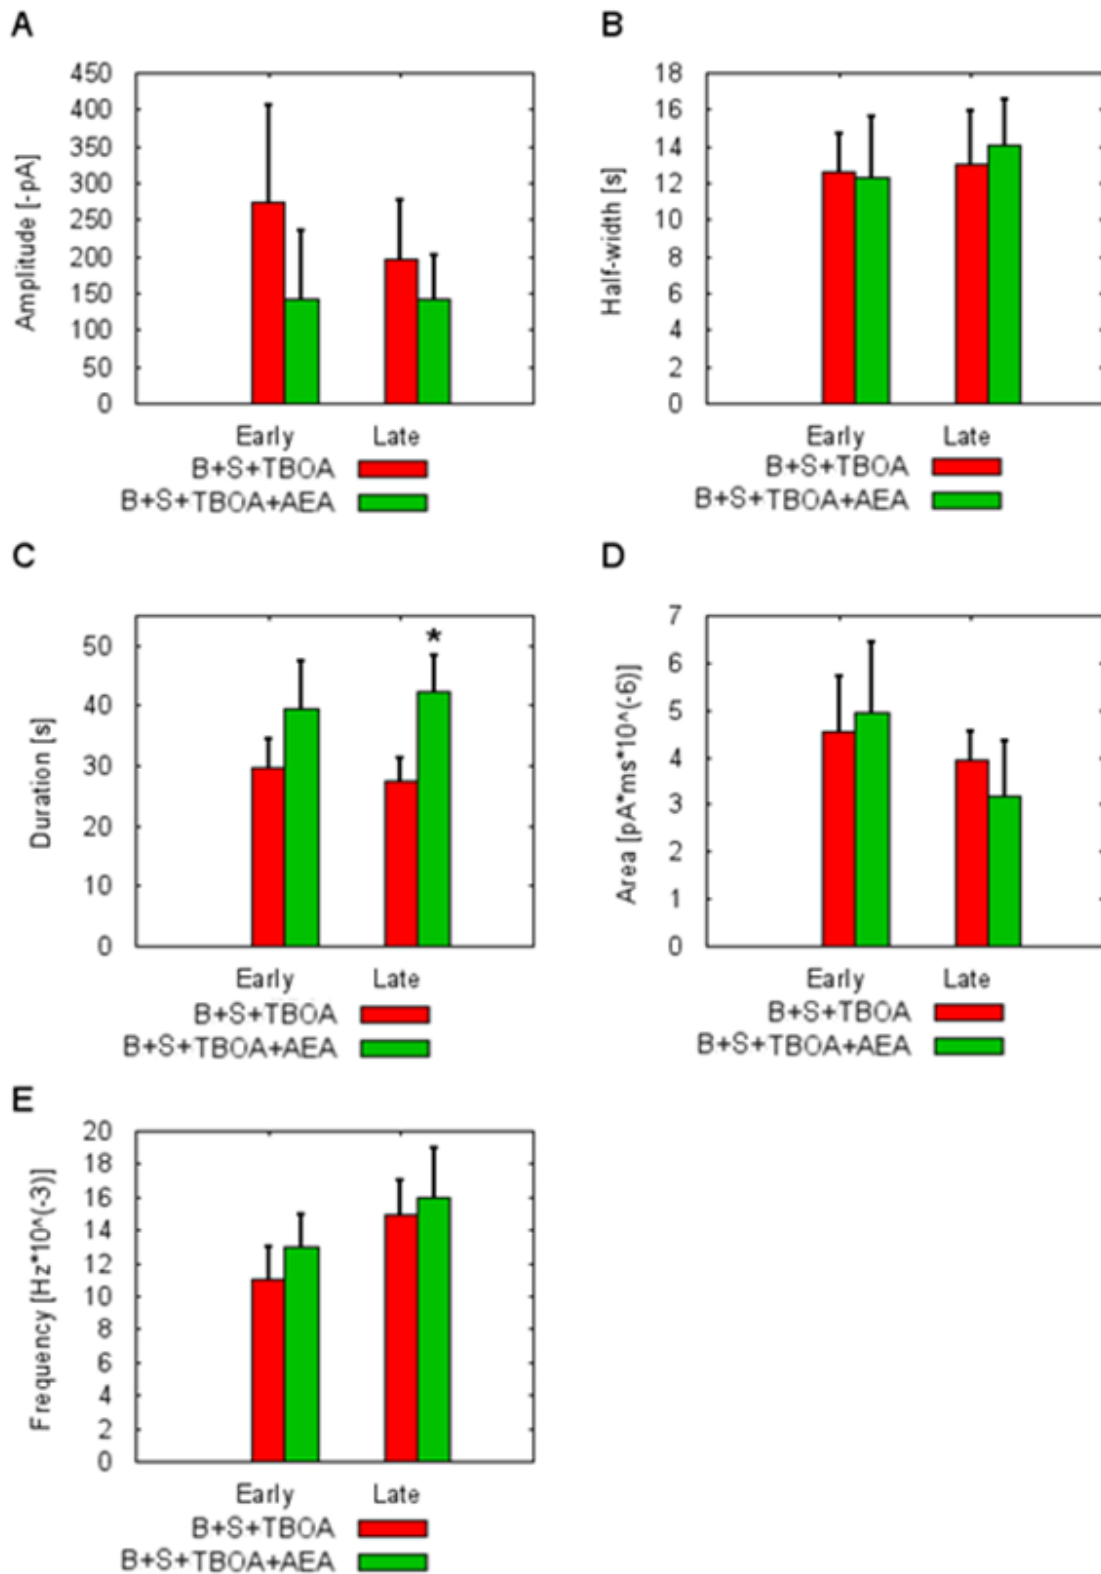 A
Amplitude [-pA]
450
400
350
300
250
200
150
100
50
0
Early Late
B+S+TBOA
B+S+TBOA+AEA
B
Half-width [s]
18
16
14
12
10
8
6
4
2
0
Early Late
B+S+TBOA
B+S+TBOA+AEA
C
Duration [s]
50
40
30
20
10
0
*
Early Late
B+S+TBOA
B+S+TBOA+AEA
D
Area [pA*ms*10^(-6)]
7
6
5
4
3
2
1
0
Early Late
B+S+TBOA
B+S+TBOA+AEA
E
Frequency [Hz*10^(-3)]
20
18
16
14
12
10
8
6
4
2
0
Early Late
B+S+TBOA
B+S+TBOA+AEA